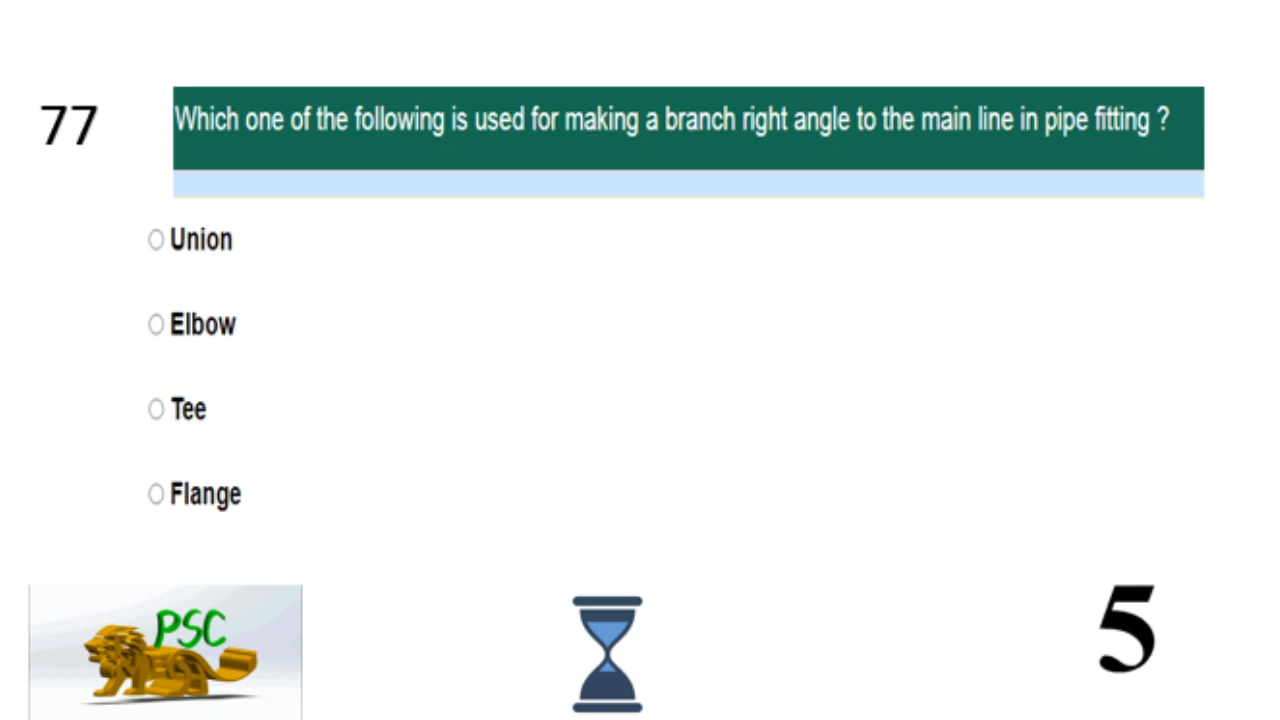 77
Which one of the following is used for making a branch right angle to the main line in pipe fitting ?
Union
Elbow
Tee
Flange
PSC
5